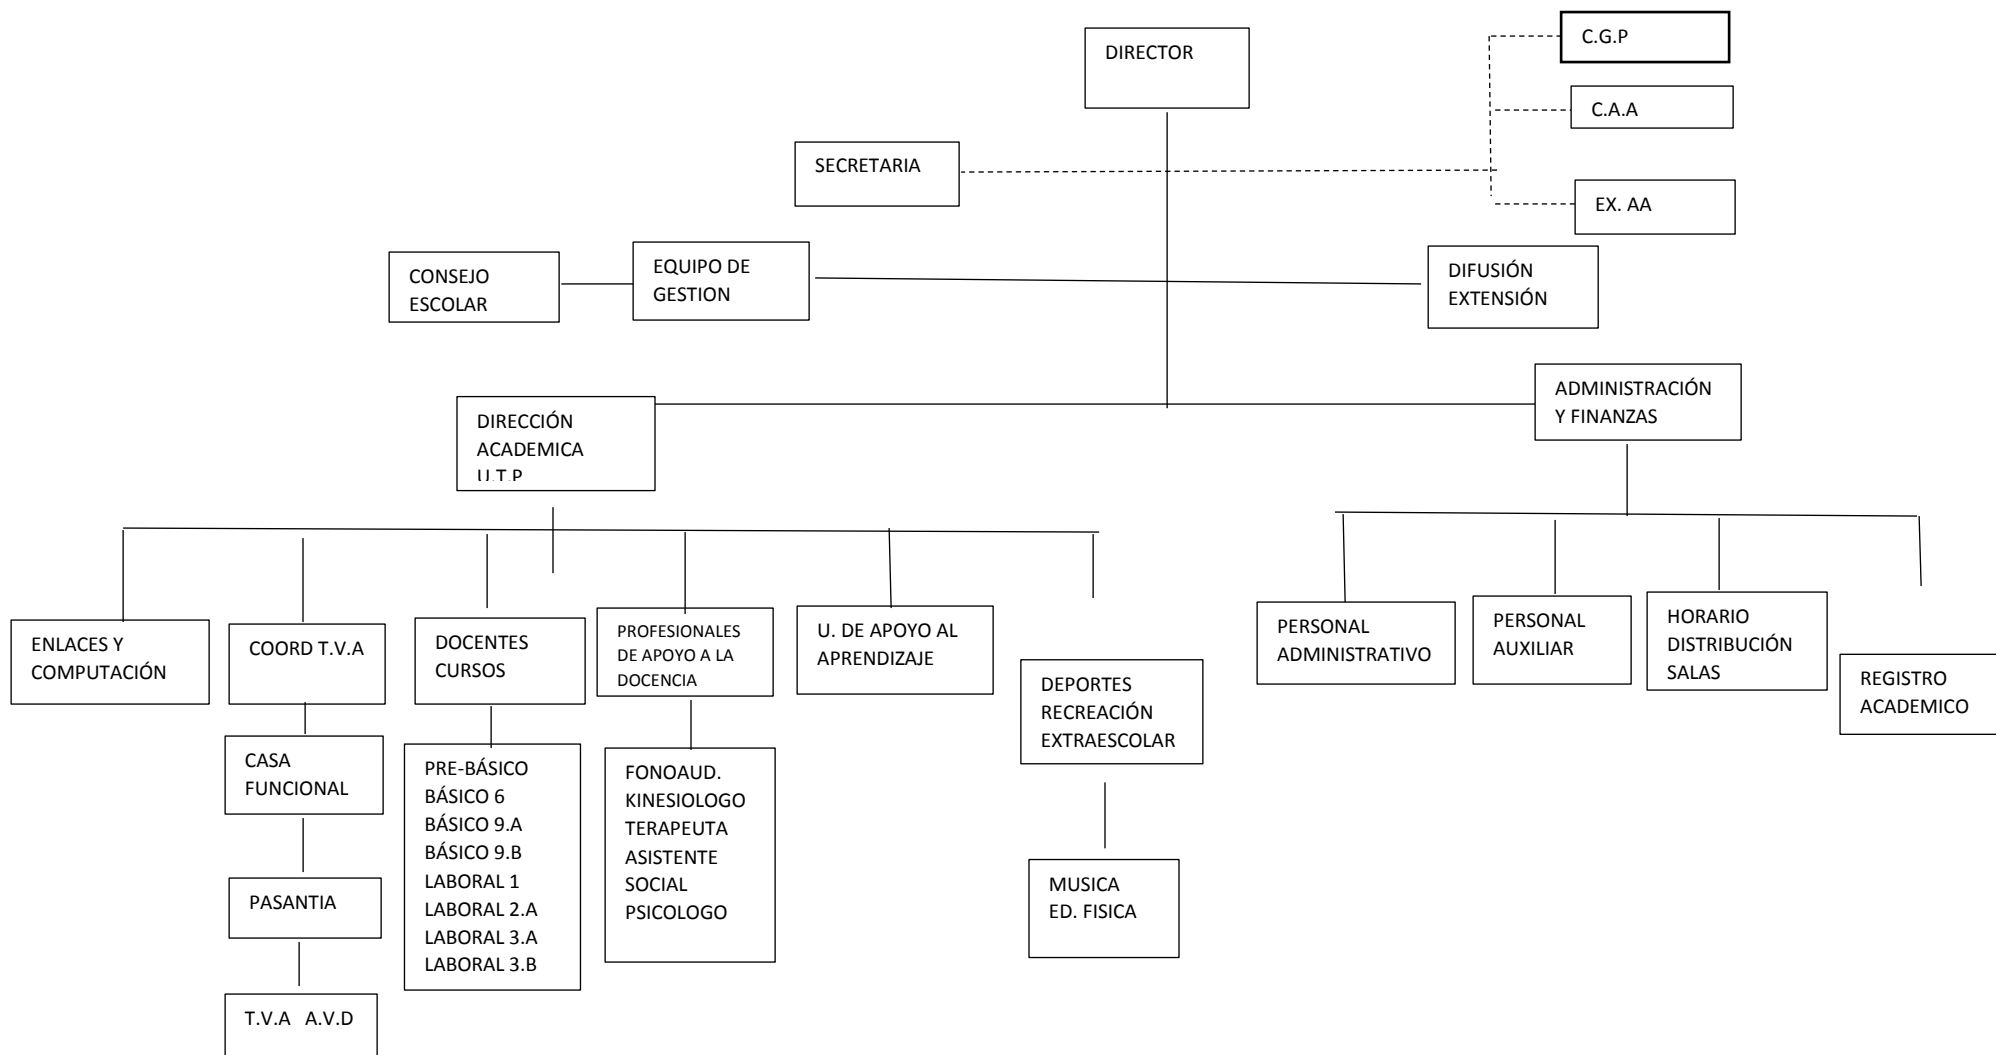 DIRECTOR
C.G.P
C.A.A
SECRETARIA
EX. AA
CONSEJO
ESCOLAR
EQUIPO DE
GESTION
DIFUSIÓN
EXTENSIÓN
DIRECCIÓN
ACADEMICA
U.T.P
ADMINISTRACIÓN
Y FINANZAS
ENLACES Y
COMPUTACIÓN
COORD T.V.A
DOCENTES
CURSOS
PROFESIONALES
DE APOYO A LA
DOCENCIA
U. DE APOYO AL
APRENDIZAJE
DEPORTES
RECREACIÓN
EXTRAESCOLAR
PERSONAL
ADMINISTRATIVO
PERSONAL
AUXILIAR
HORARIO
DISTRIBUCIÓN
SALAS
REGISTRO
ACADEMICO
CASA
FUNCIONAL
PRE-BÁSICO
BÁSICO 6
BÁSICO 9.A
BÁSICO 9.B
LABORAL 1
LABORAL 2.A
LABORAL 3.A
LABORAL 3.B
FONOAUD.
KINESIOLOGO
TERAPEUTA
ASISTENTE
SOCIAL
PSICOLOGO
MUSICA
ED. FISICA
PASANTIA
T.V.A A.V.D